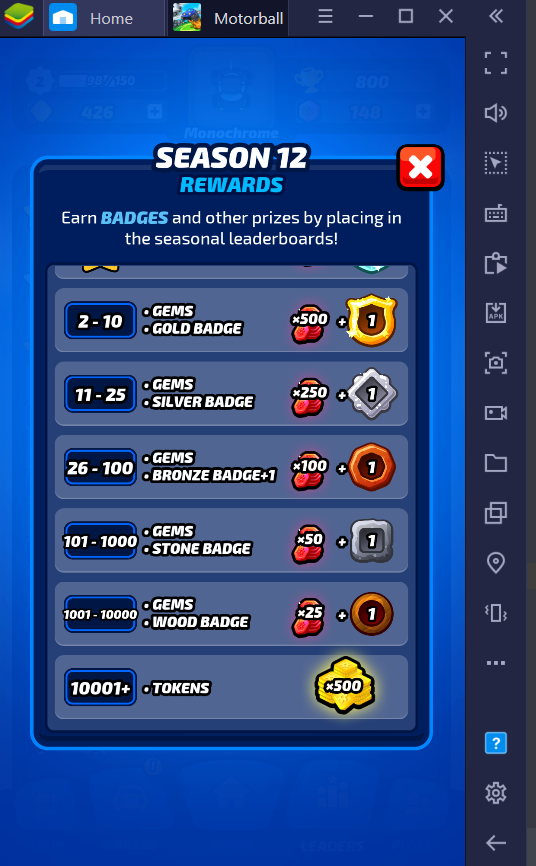 Home
Motorball
800
426
148
Monochrome
SEASON 12
REWARDS
Earn BADGES and other prizes by placing in
the seasonal leaderboards!
2 - 10
• GEMS
• GOLD BADGE
×500
+
1
11 - 25
• GEMS
• SILVER BADGE
×250
+
1
26 - 100
• GEMS
• BRONZE BADGE+1
×100
+
1
101 - 1000
• GEMS
• STONE BADGE
×50
+
1
1001 - 10000
• GEMS
• WOOD BADGE
×25
+
1
10001+
• TOKENS
×500
LEADERS
APK
?